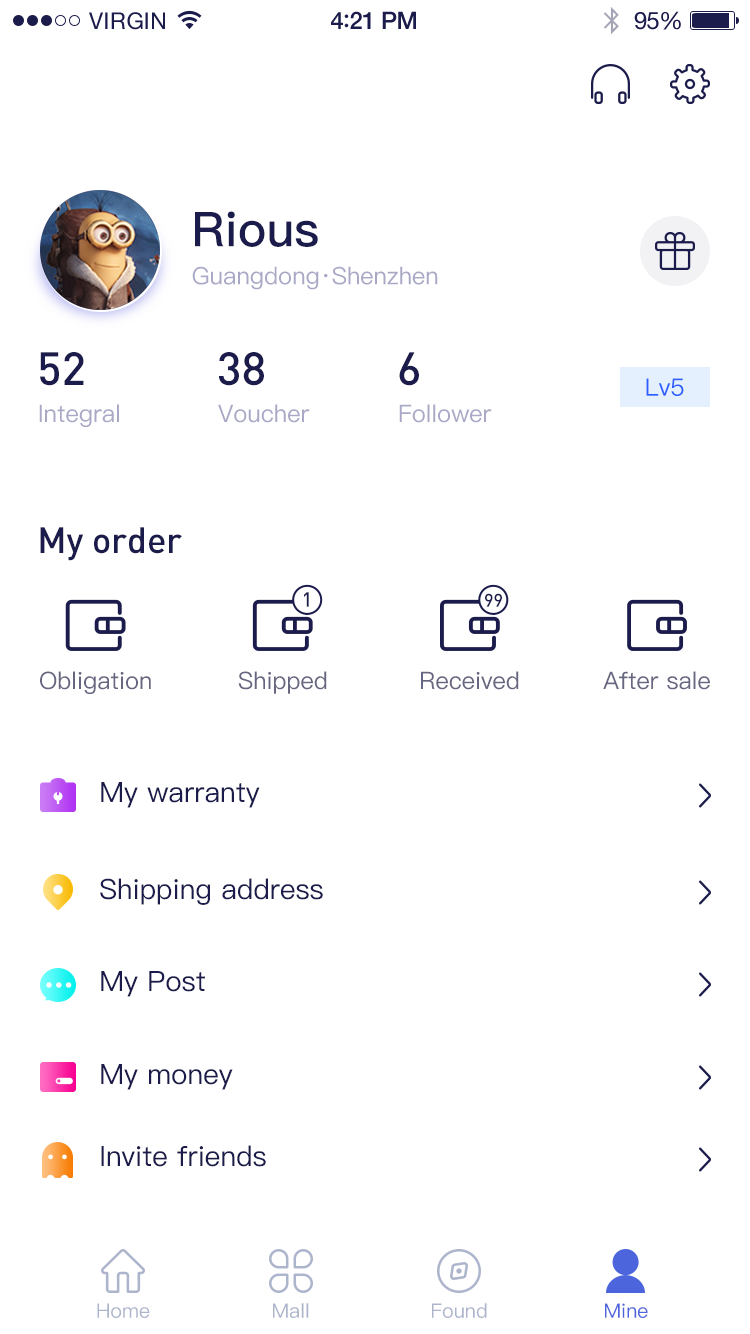 VIRGIN 4:21 PM 95%
Rious
Guangdong·Shenzhen
52 38 6
Lv5
Integral Voucher Follower
My order
1 99
Obligation Shipped Received After sale
My warranty
Shipping address
My Post
My money
Invite friends
Home Mall Found Mine